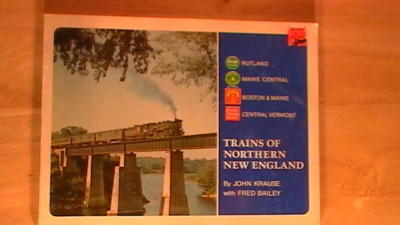 RUTLAND
MAINE CENTRAL
BOSTON & MAINE
CENTRAL VERMONT
TRAINS OF
NORTHERN
NEW ENGLAND
By JOHN KRAUSE
with FRED BAILEY